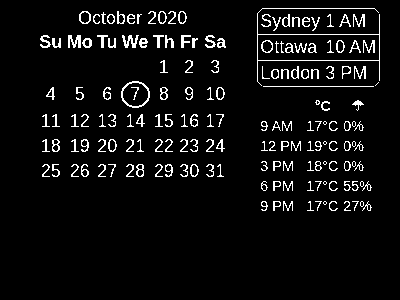 October 2020
Su Mo Tu We Th Fr Sa
1 2 3
4 5 6 7 8 9 10
11 12 13 14 15 16 17
18 19 20 21 22 23 24
25 26 27 28 29 30 31
Sydney 1 AM
Ottawa 10 AM
London 3 PM
°C ☂
9 AM 17°C 0%
12 PM 19°C 0%
3 PM 18°C 0%
6 PM 17°C 55%
9 PM 17°C 27%